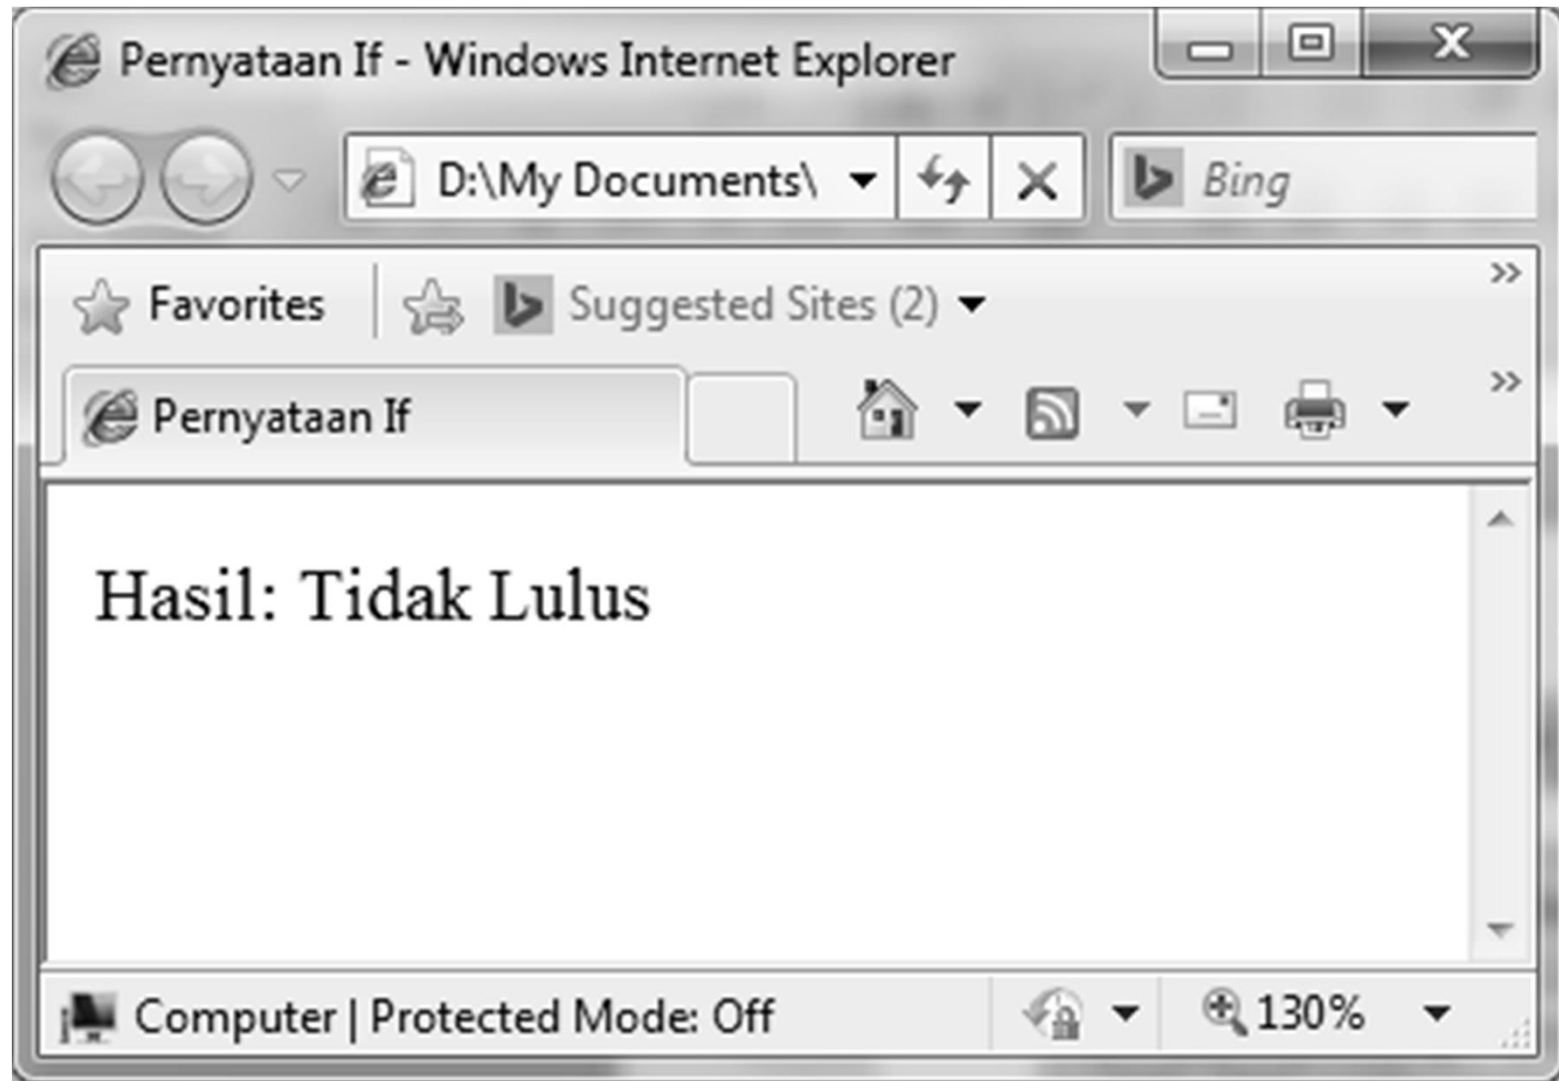 Pernyataan If - Windows Internet Explorer
D:\My Documents\
Bing
Favorites
Suggested Sites (2)
Pernyataan If
Hasil: Tidak Lulus
Computer | Protected Mode: Off
130%